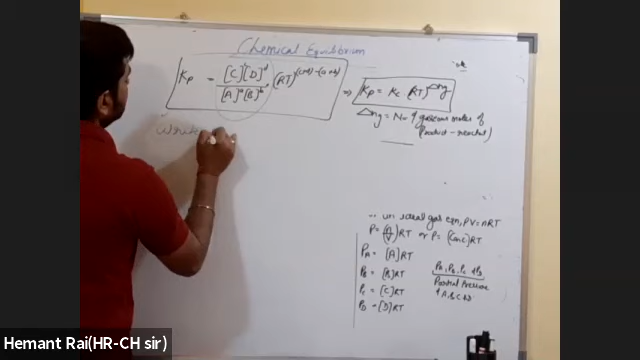 Chemical Equilibrium
Kp = [C]^c[D]^d / [A]^a[B]^b . (RT)^(c+d)-(a+b) ⇒ Kp = Kc (RT)^Δng
Δng = No of gaseous moles of
(product - reactant)
Write
ideal gas eqn, PV = nRT
P = (n/V)RT or P = [Conc]RT
PA = [A]RT
PB = [B]RT
PC = [C]RT
PD = [D]RT
PA, PB, PC & PD
Partial Pressure
of A, B, C & D
Hemant Rai(HR-CH sir)